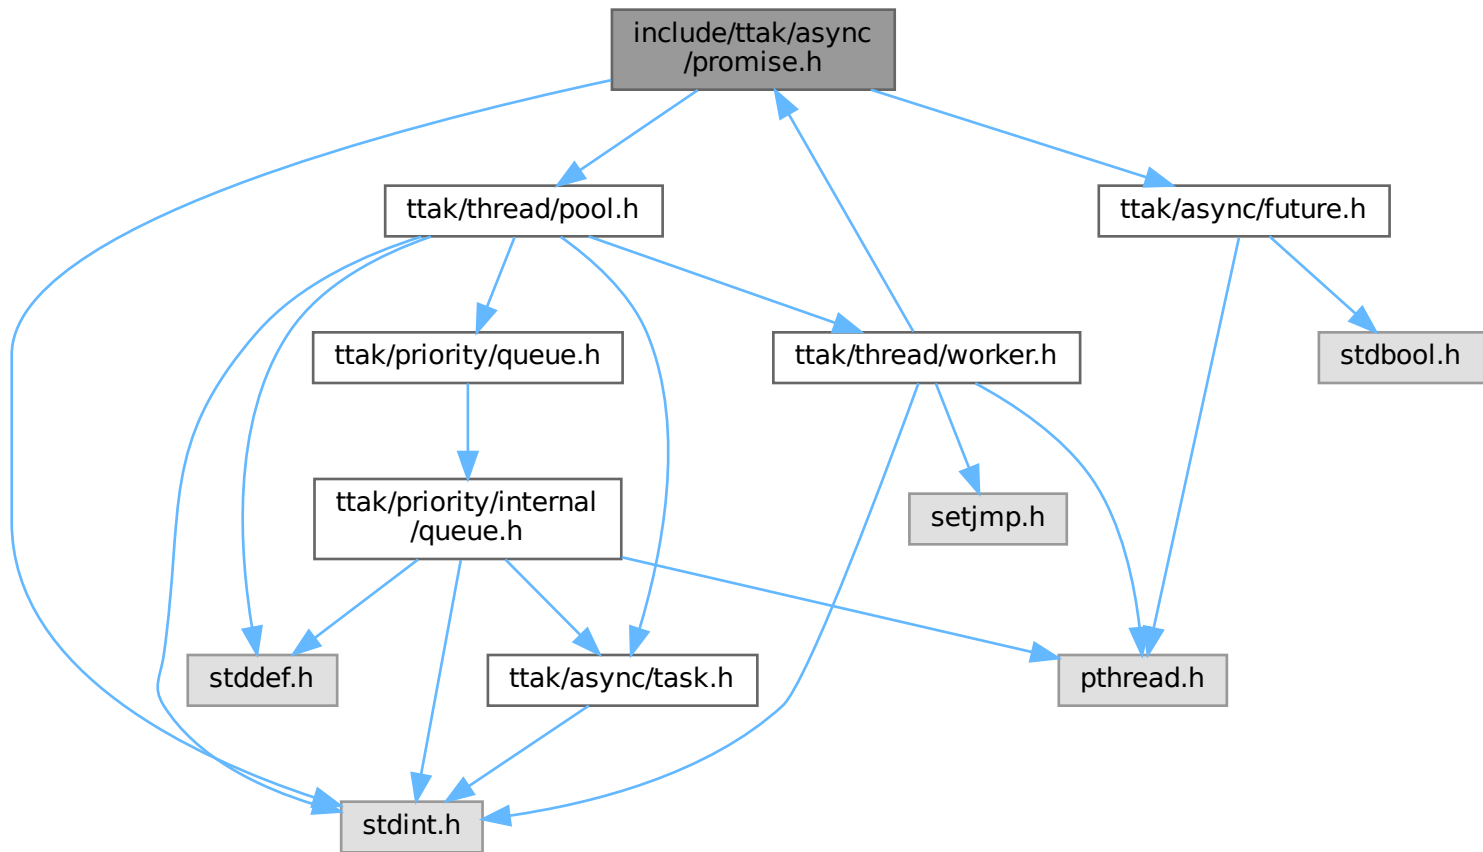 include/ttak/async
/promise.h
ttak/thread/pool.h
ttak/async/future.h
ttak/priority/queue.h
ttak/thread/worker.h
stdbool.h
ttak/priority/internal
/queue.h
setjmp.h
stddef.h
ttak/async/task.h
pthread.h
stdint.h